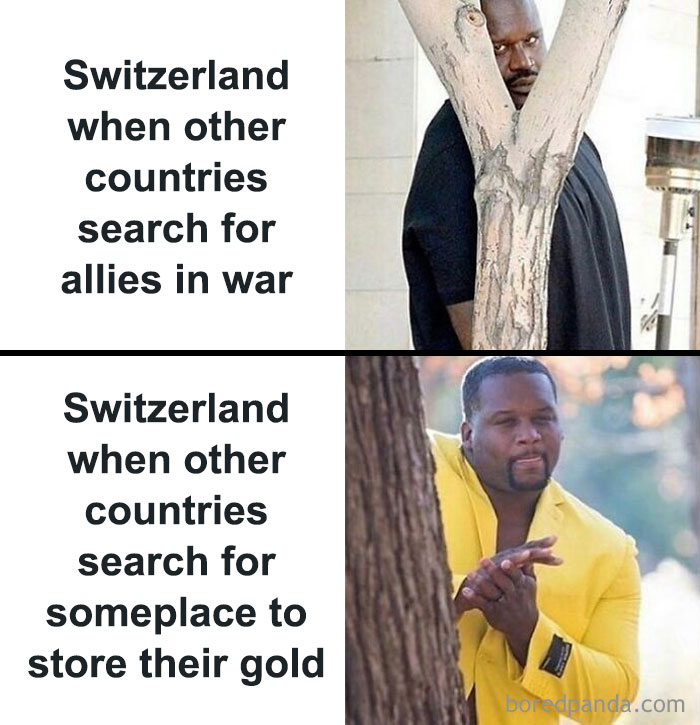 Switzerland
when other
countries
search for
allies in war
Switzerland
when other
countries
search for
someplace to
store their gold
boredpanda.com